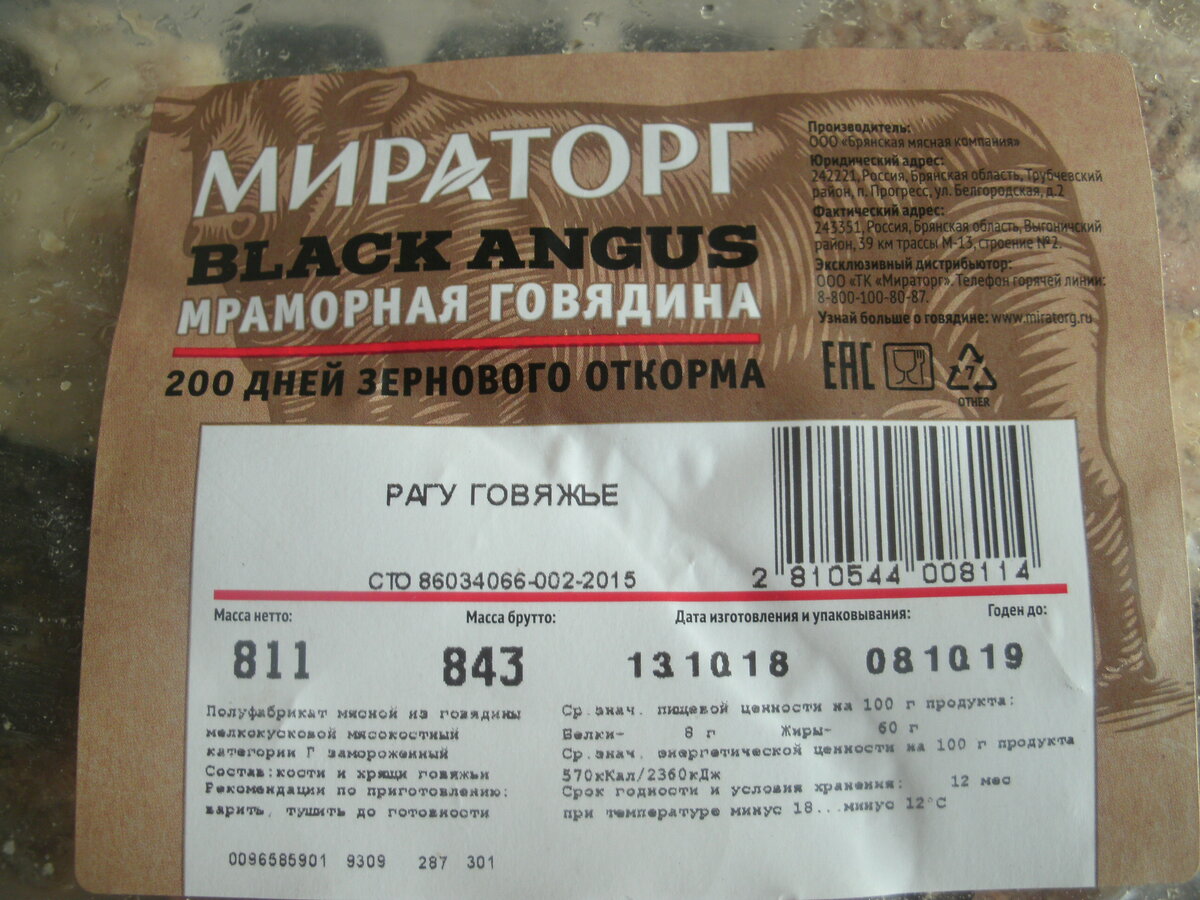 МИРАТОРГ
BLACK ANGUS
МРАМОРНАЯ ГОВЯДИНА
200 ДНЕЙ ЗЕРНОВОГО ОТКОРМА
Производитель:
ООО «Брянская мясная компания»
Юридический адрес:
242221, Россия, Брянская область, Трубчевский
район, п. Прогресс, ул. Белгородская, д.2
Фактический адрес:
243351, Россия, Брянская область, Выгоничский
район, 39 км трассы М-13, строение №2.
Эксклюзивный дистрибьютор:
ООО «ТК «Мираторг». Телефон горячей линии:
8-800-100-80-87.
Узнай больше о говядине: www.miratorg.ru
ЕАС
7
OTHER
РАГУ ГОВЯЖЬЕ
СТО 86034066-002-2015
2 810544 008114
Масса нетто: Масса брутто: Дата изготовления и упаковывания: Годен до:
811 843 13.10.18 08.10.19
Полуфабрикат мясной из говядины
мелкокусковой мясокостный
категории Г замороженный
Состав:кости и хрящи говяжьи
Рекомендации по приготовлению:
варить, тушить до готовности
Ср.знач. пищевой ценности на 100 г продукта:
Белки- 8 г Жиры- 60 г
Ср.знач. энергетической ценности на 100 г продукта
570кКал/2360кДж
Срок годности и условия хранения: 12 мес
при температуре минус 18...минус 12°С
0096585901 9309 287 301